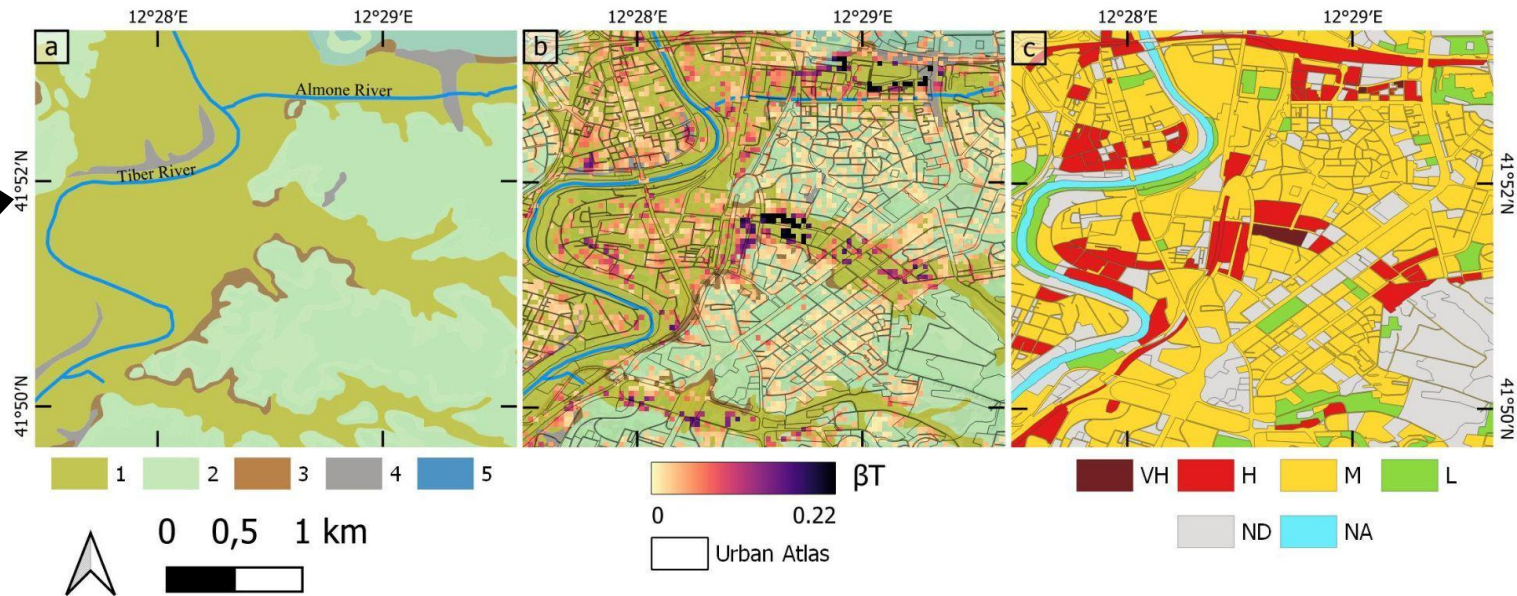 12°28′E 12°29′E 12°28′E 12°29′E 12°28′E 12°29′E
a b c
Almone River
Tiber River
41°52′N 41°52′N
41°50′N 41°50′N
1 2 3 4 5
βT
0 0.22
Urban Atlas
VH H M L
ND NA
0 0,5 1 km